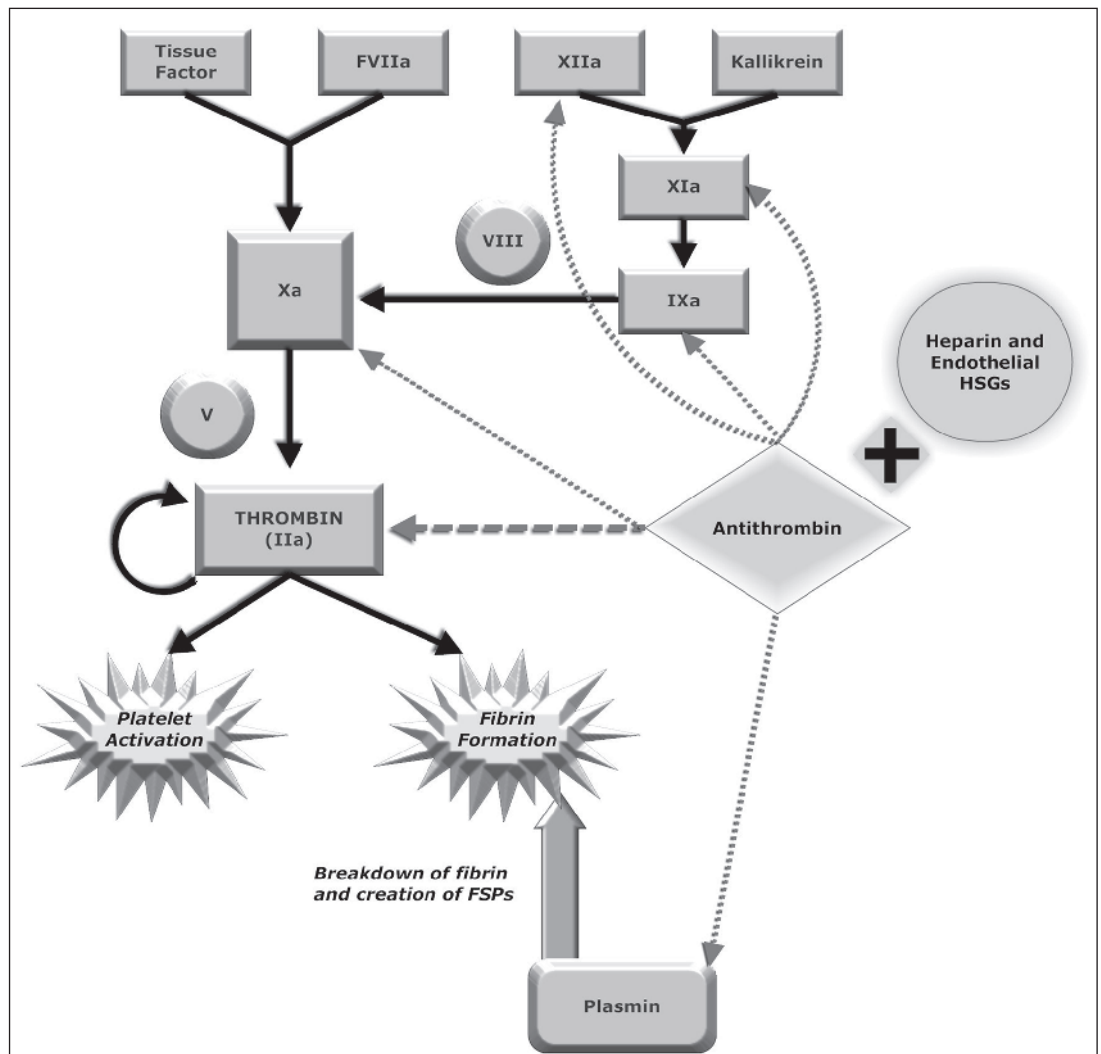 Tissue
Factor
FVIIa
XIIa
Kallikrein
XIa
VIII
Xa
IXa
Heparin and
Endothelial
HSGs
V
THROMBIN
(IIa)
Antithrombin
Platelet
Activation
Fibrin
Formation
Breakdown of fibrin
and creation of FSPs
Plasmin